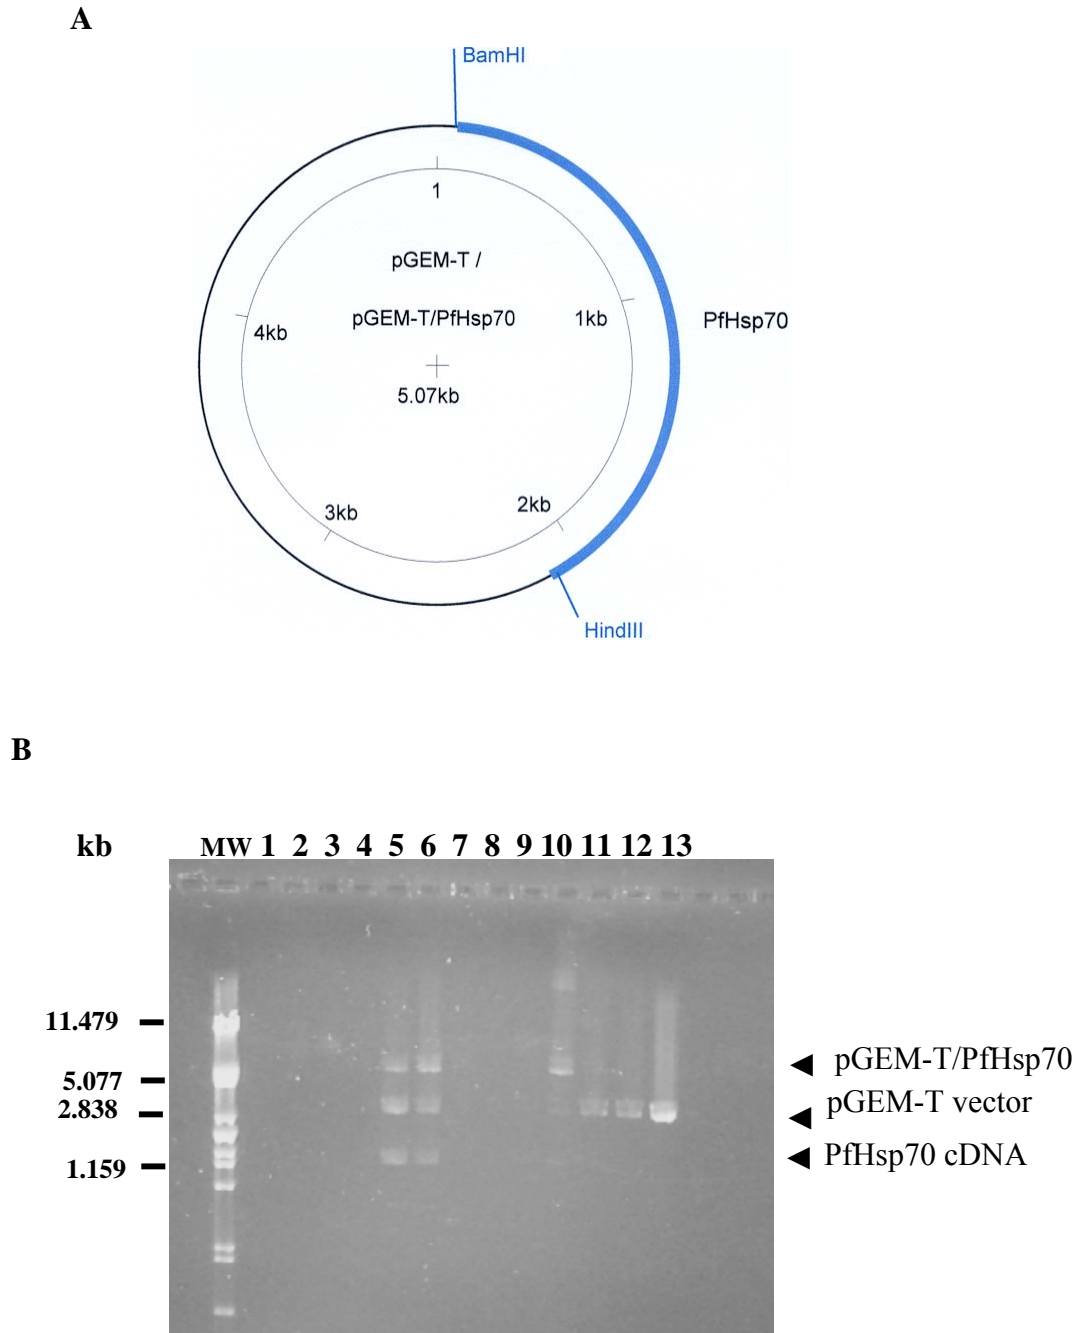 A
BamHI
1
pGEM-T /
pGEM-T/PfHsp70
5.07kb
1kb
PfHsp70
4kb
2kb
3kb
HindIII
B
kb MW 1 2 3 4 5 6 7 8 9 10 11 12 13
11.479
5.077
2.838
1.159
pGEM-T/PfHsp70
pGEM-T vector
PfHsp70 cDNA